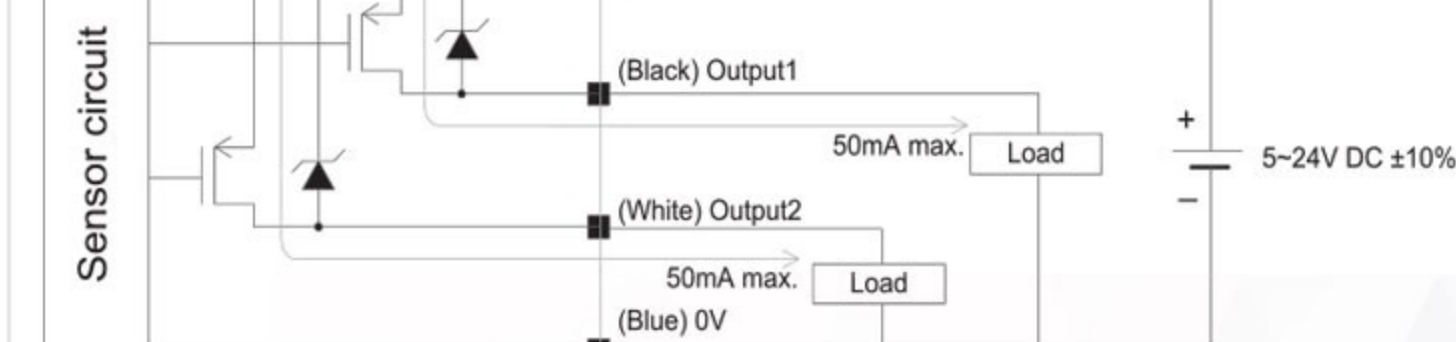 Sensor circuit
(Black) Output1
50mA max.
Load
+
5~24V DC ±10%
−
(White) Output2
50mA max.
Load
(Blue) 0V